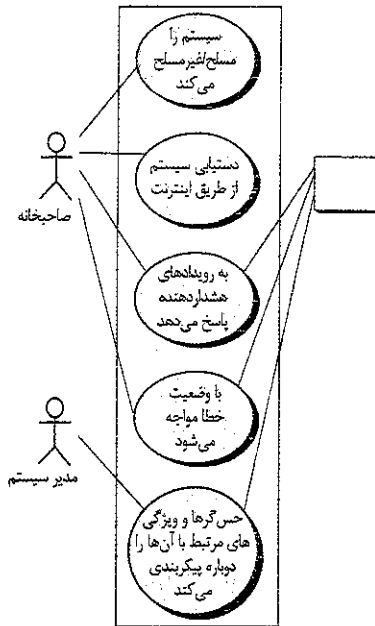 سیستم را
مسلح/غیرمسلح
می‌کند
دستیابی سیستم
از طریق اینترنت
صاحبخانه
به رویدادهای
هشداردهنده
پاسخ می‌دهد
با وضعیت
خطا مواجه
می‌شود
مدیر سیستم
حس‌گرها و ویژگی
های مرتبط با آن‌ها را
دوباره پیکربندی
می‌کند